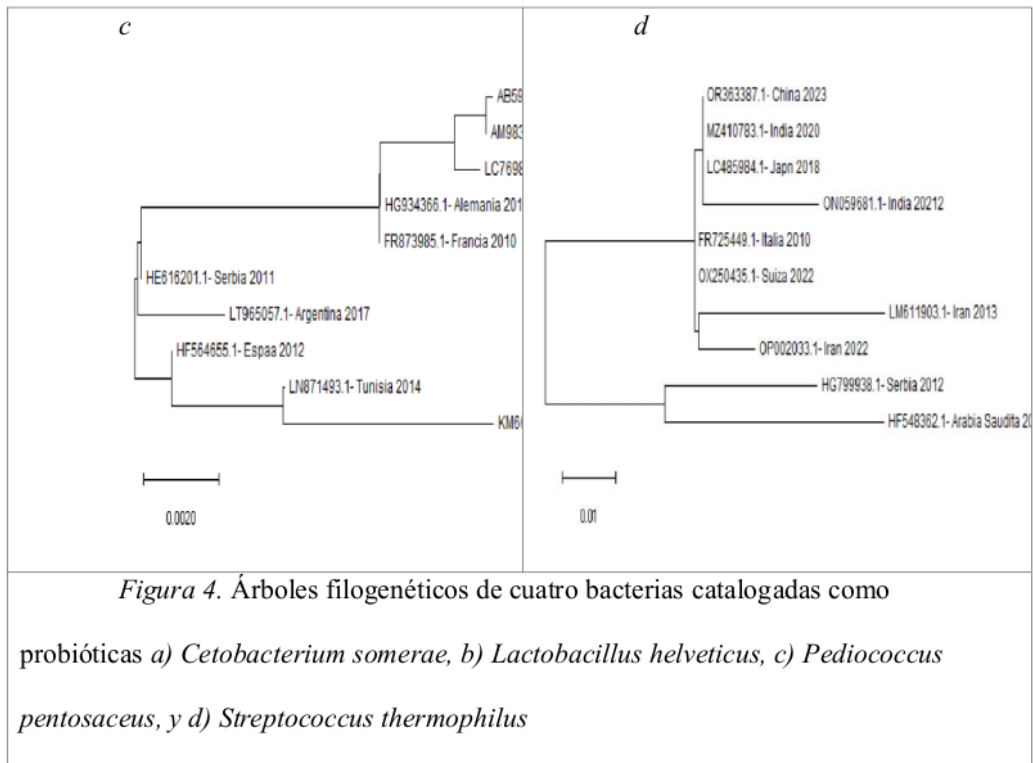 c
AB59
AM983
LC7698
HG934366.1- Alemania 201
FR873985.1- Francia 2010
HE616201.1- Serbia 2011
LT965057.1- Argentina 2017
HF564655.1- Espaa 2012
LN871493.1- Tunisia 2014
KM60
0.0020
d
OR363387.1- China 2023
MZ410783.1- India 2020
LC485984.1- Japn 2018
ON059681.1- India 20212
FR725449.1- Italia 2010
OX250435.1- Suiza 2022
LM611903.1- Iran 2013
OP002033.1- Iran 2022
HG799938.1- Serbia 2012
HF548362.1- Arabia Saudita 20
0.01
Figura 4. Árboles filogenéticos de cuatro bacterias catalogadas como
probióticas a) Cetobacterium somerae, b) Lactobacillus helveticus, c) Pediococcus
pentosaceus, y d) Streptococcus thermophilus